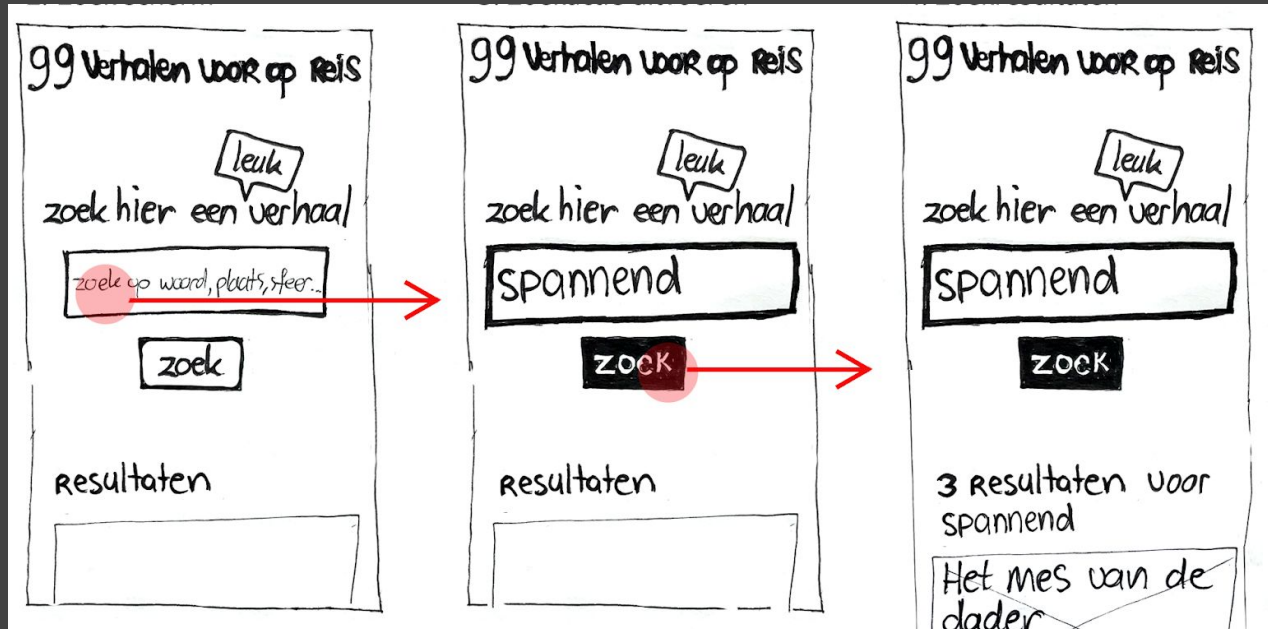 99 Verhalen voor op Reis
leuk
zoek hier een verhaal
zoek op woord, plaats, sfeer...
zoek
Resultaten
99 Verhalen voor op Reis
leuk
zoek hier een verhaal
spannend
zoek
Resultaten
99 Verhalen voor op Reis
leuk
zoek hier een verhaal
spannend
zoek
3 Resultaten voor
spannend
Het mes van de
dader